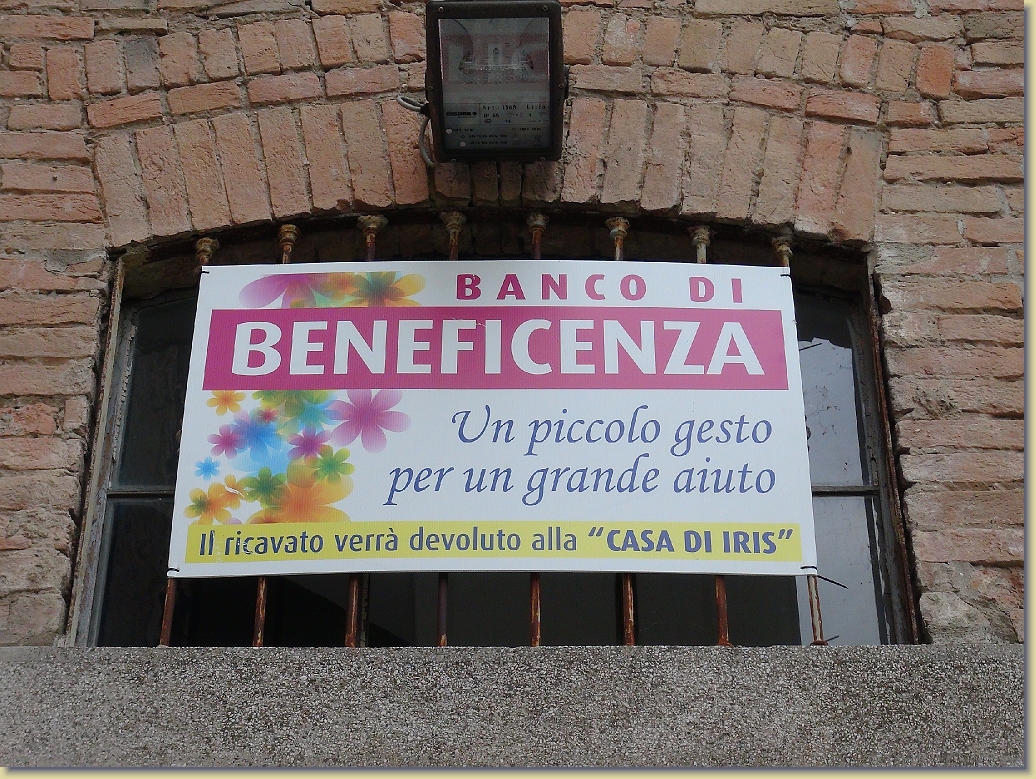 BANCO DI
BENEFICENZA
Un piccolo gesto
per un grande aiuto
Il ricavato verrà devoluto alla “CASA DI IRIS”